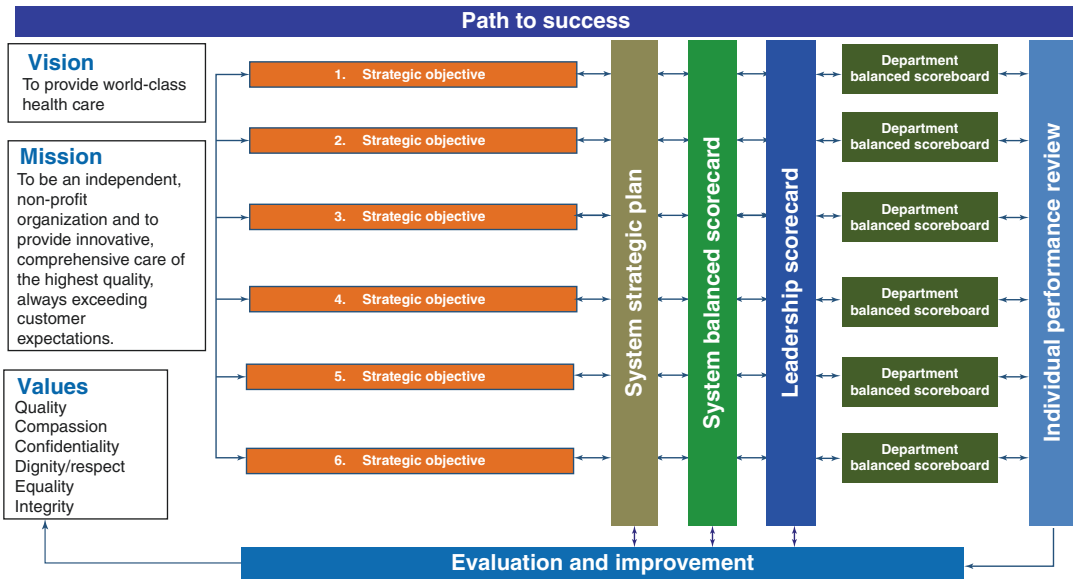 Path to success
Vision
To provide world-class
health care
Mission
To be an independent,
non-profit
organization and to
provide innovative,
comprehensive care of
the highest quality,
always exceeding
customer
expectations.
Values
Quality
Compassion
Confidentiality
Dignity/respect
Equality
Integrity
1. Strategic objective
2. Strategic objective
3. Strategic objective
4. Strategic objective
5. Strategic objective
6. Strategic objective
System strategic plan
System balanced scorecard
Leadership scorecard
Department
balanced scoreboard
Department
balanced scoreboard
Department
balanced scoreboard
Department
balanced scoreboard
Department
balanced scoreboard
Department
balanced scoreboard
Individual performance review
Evaluation and improvement